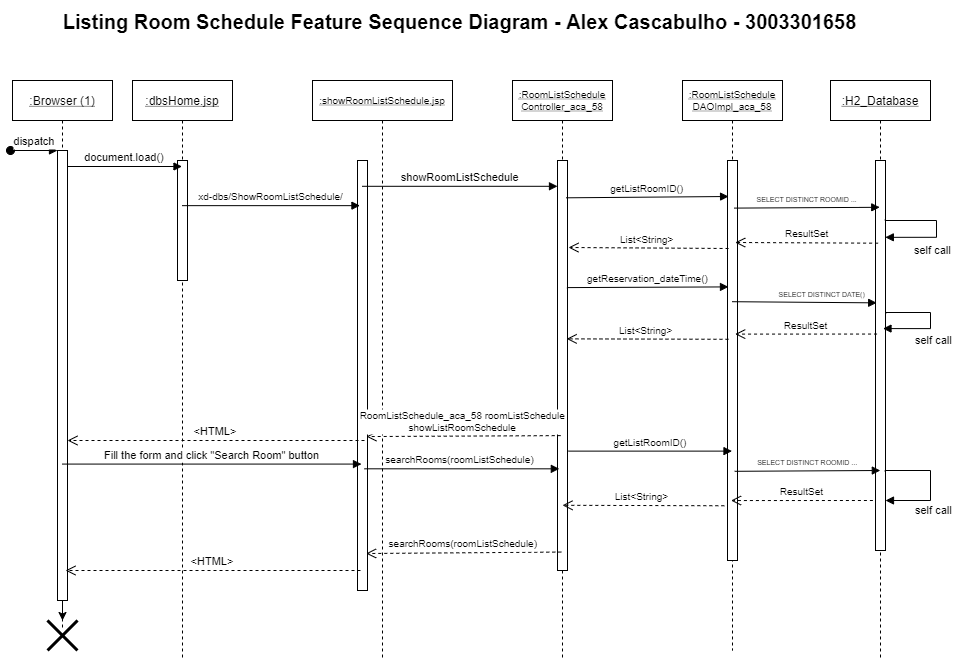 Listing Room Schedule Feature Sequence Diagram - Alex Cascabulho - 3003301658
:Browser (1)
:dbsHome.jsp
:showRoomListSchedule.jsp
:RoomListSchedule
Controller_aca_58
:RoomListSchedule
DAOImpl_aca_58
:H2_Database
dispatch
document.load()
showRoomListSchedule
getListRoomID()
xd-dbs/ShowRoomListSchedule/
SELECT DISTINCT ROOMID ...
List<String>
ResultSet
self call
getReservation_dateTime()
SELECT DISTINCT DATE()
List<String>
ResultSet
self call
RoomListSchedule_aca_58 roomListSchedule
showListRoomSchedule
<HTML>
getListRoomID()
Fill the form and click "Search Room" button
searchRooms(roomListSchedule)
SELECT DISTINCT ROOMID ...
List<String>
ResultSet
self call
searchRooms(roomListSchedule)
<HTML>